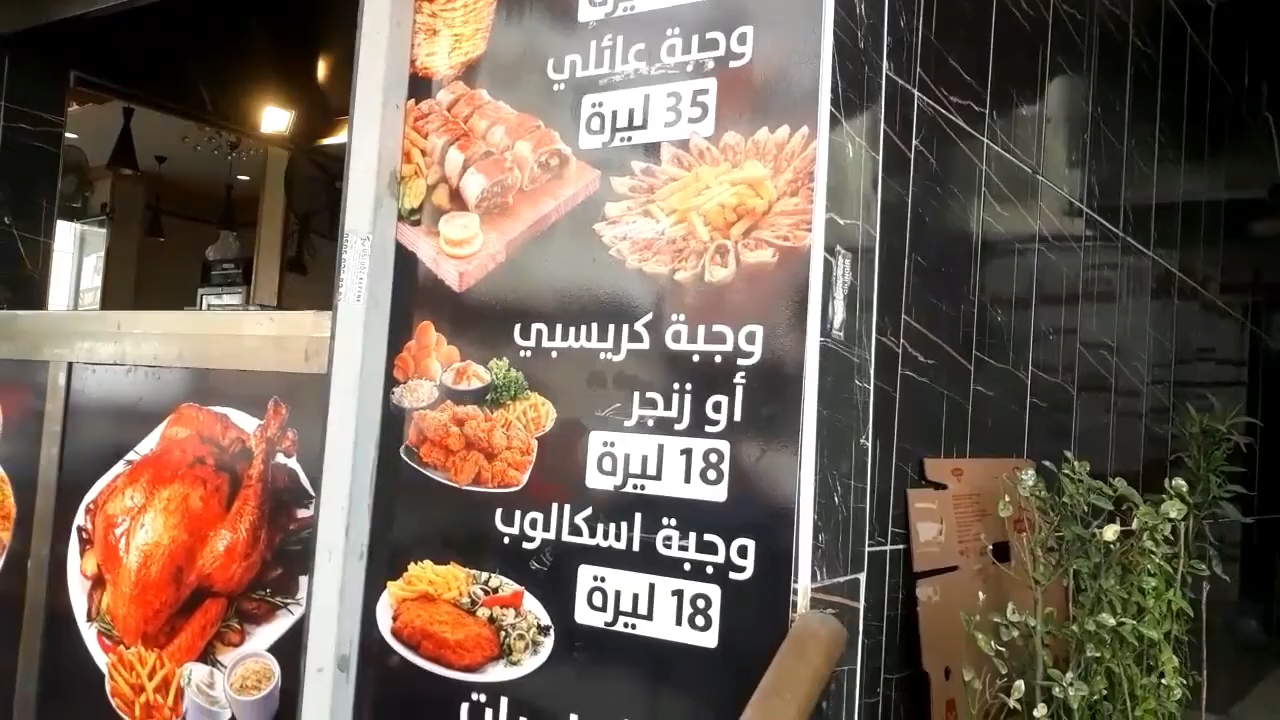 وجبة عائلي
35 ليرة
وجبة كريسبي
أو زنجر
18 ليرة
وجبة اسكالوب
18 ليرة